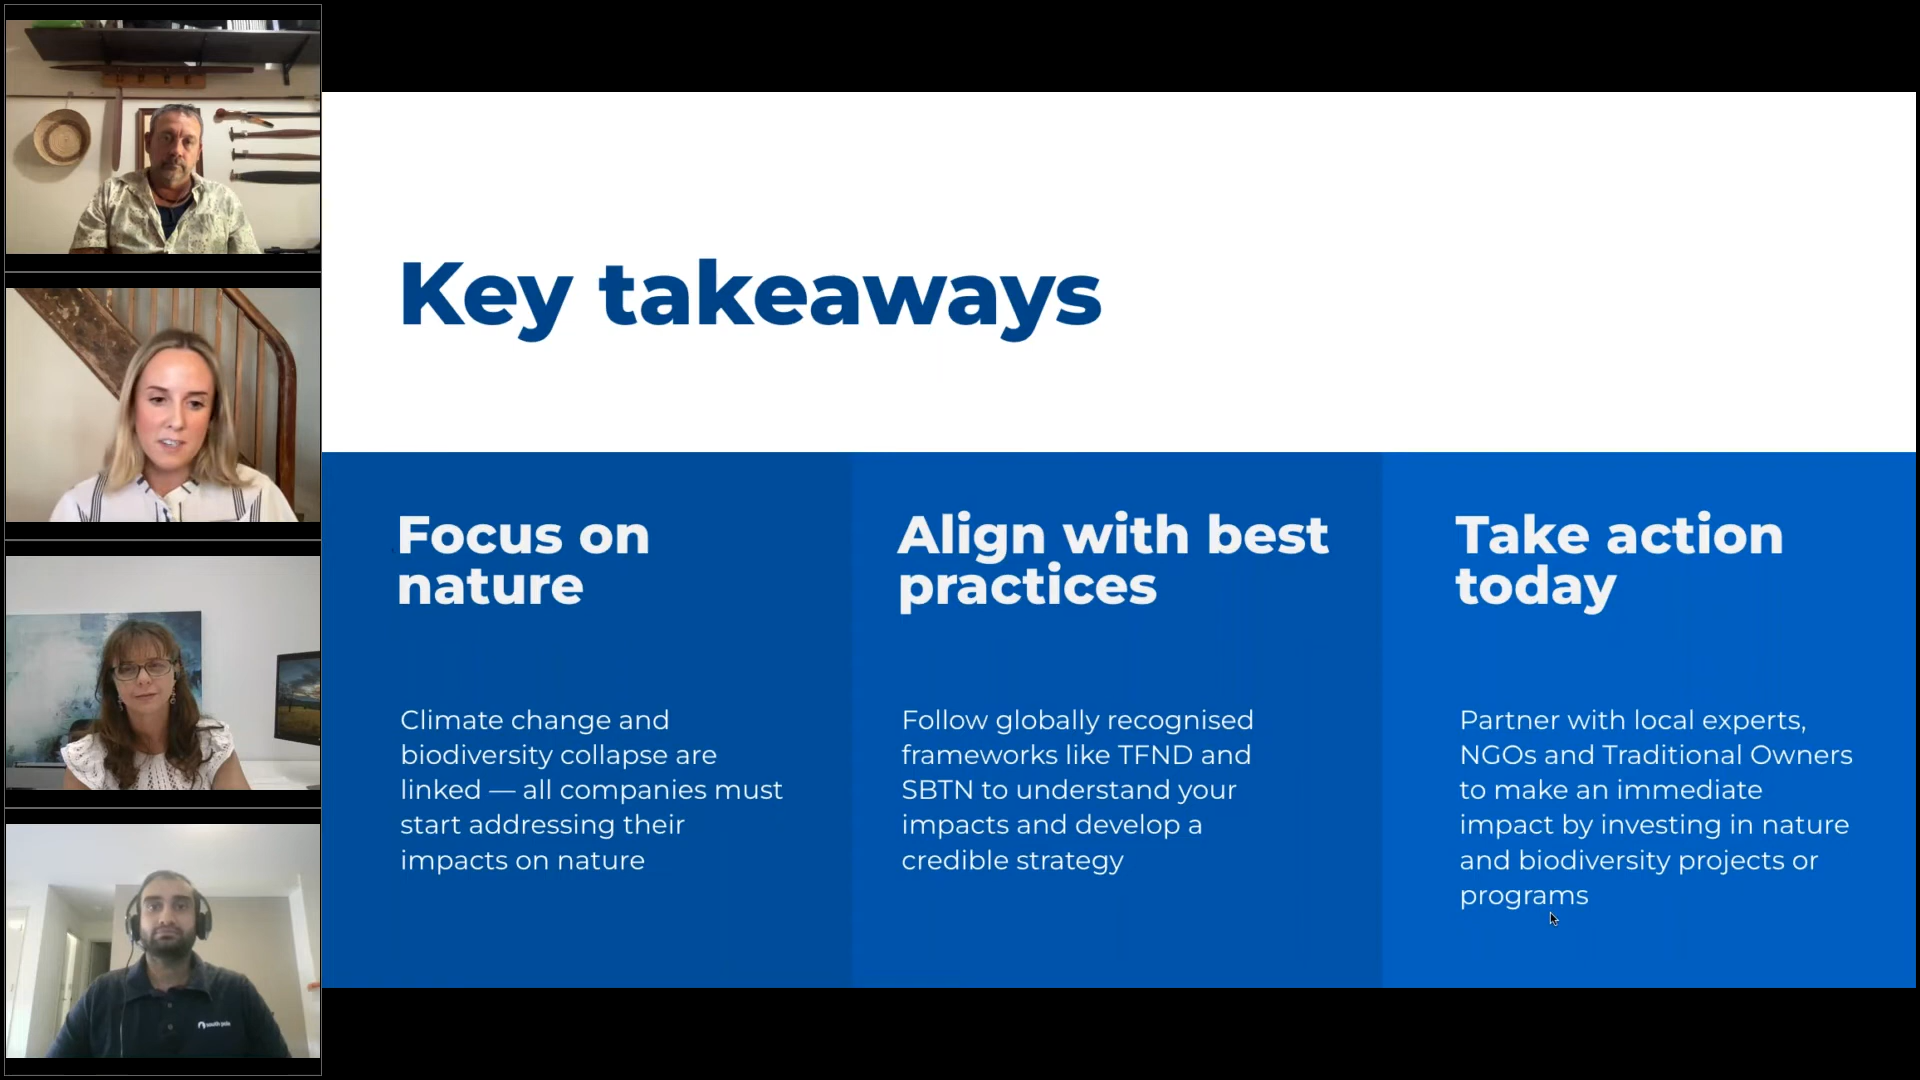 Key takeaways
Focus on
nature
Climate change and
biodiversity collapse are
linked — all companies must
start addressing their
impacts on nature
Align with best
practices
Follow globally recognised
frameworks like TFND and
SBTN to understand your
impacts and develop a
credible strategy
Take action
today
Partner with local experts,
NGOs and Traditional Owners
to make an immediate
impact by investing in nature
and biodiversity projects or
programs
south pole